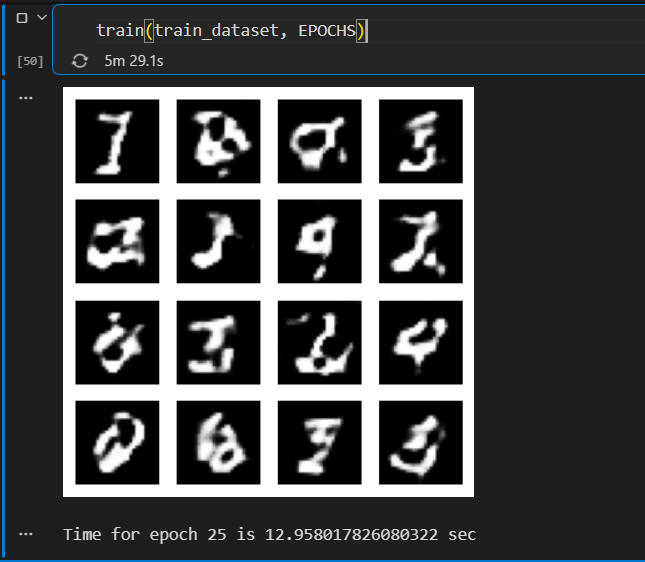 train(train_dataset, EPOCHS)
[50]
5m 29.1s
Time for epoch 25 is 12.958017826080322 sec